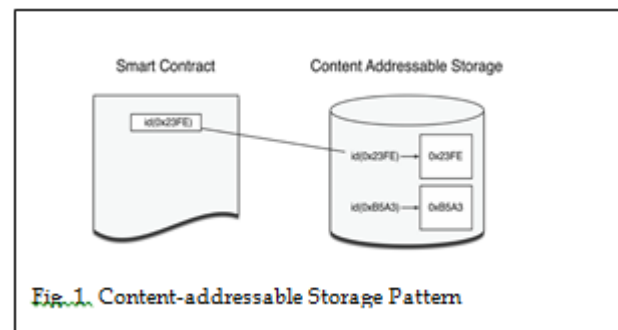 Smart Contract
Content Addressable Storage
id(0x23FE)
id(0x23FE)
0x23FE
id(0xB5A3)
0xB5A3
Fig. 1. Content-addressable Storage Pattern